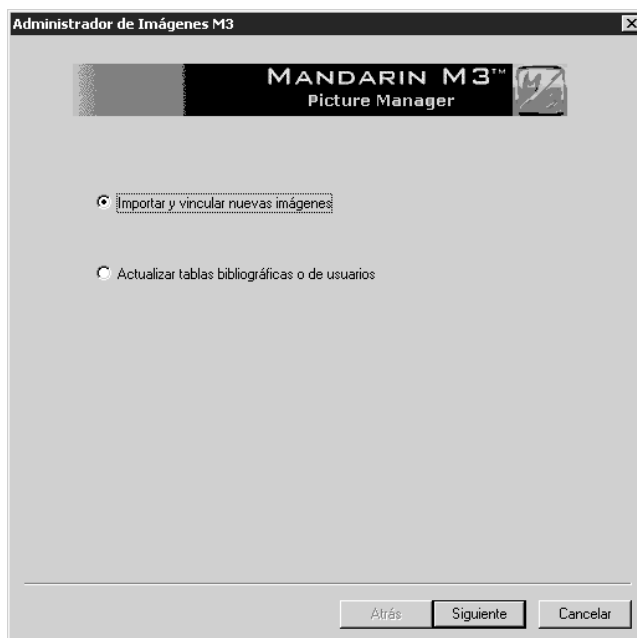 Administrador de Imágenes M3
MANDARIN M3™
Picture Manager
Importar y vincular nuevas imágenes
Actualizar tablas bibliográficas o de usuarios
Atrás Siguiente Cancelar